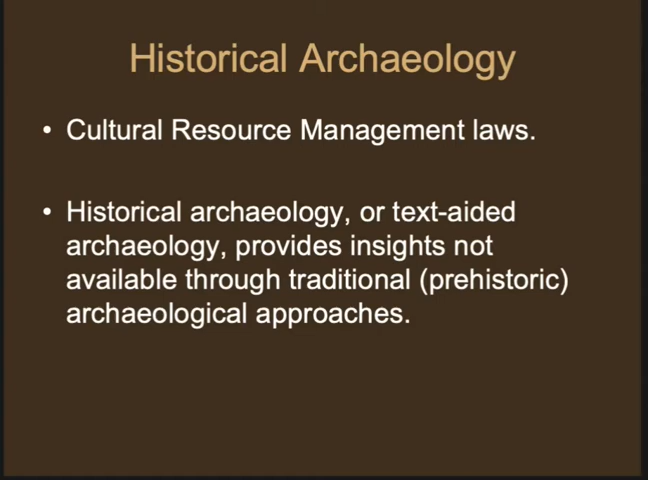 Historical Archaeology
• Cultural Resource Management laws.
• Historical archaeology, or text-aided
archaeology, provides insights not
available through traditional (prehistoric)
archaeological approaches.